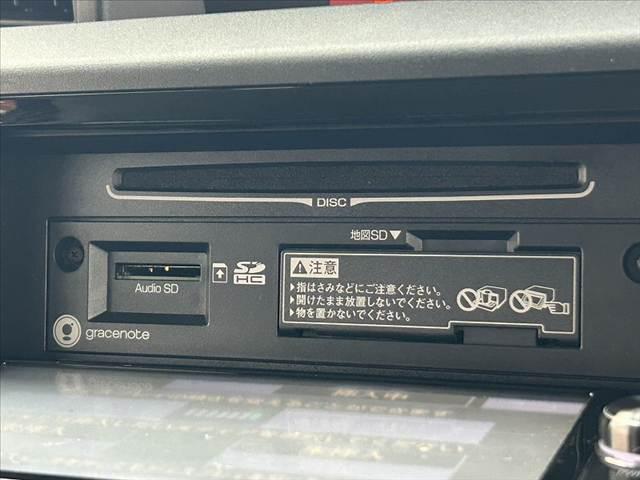 DISC
地図SD▼
Audio SD
SD HC
gracenote
⚠注意
▶指はさみなどにご注意ください。
▶開けたまま放置しないでください。
▶物を置かないでください。